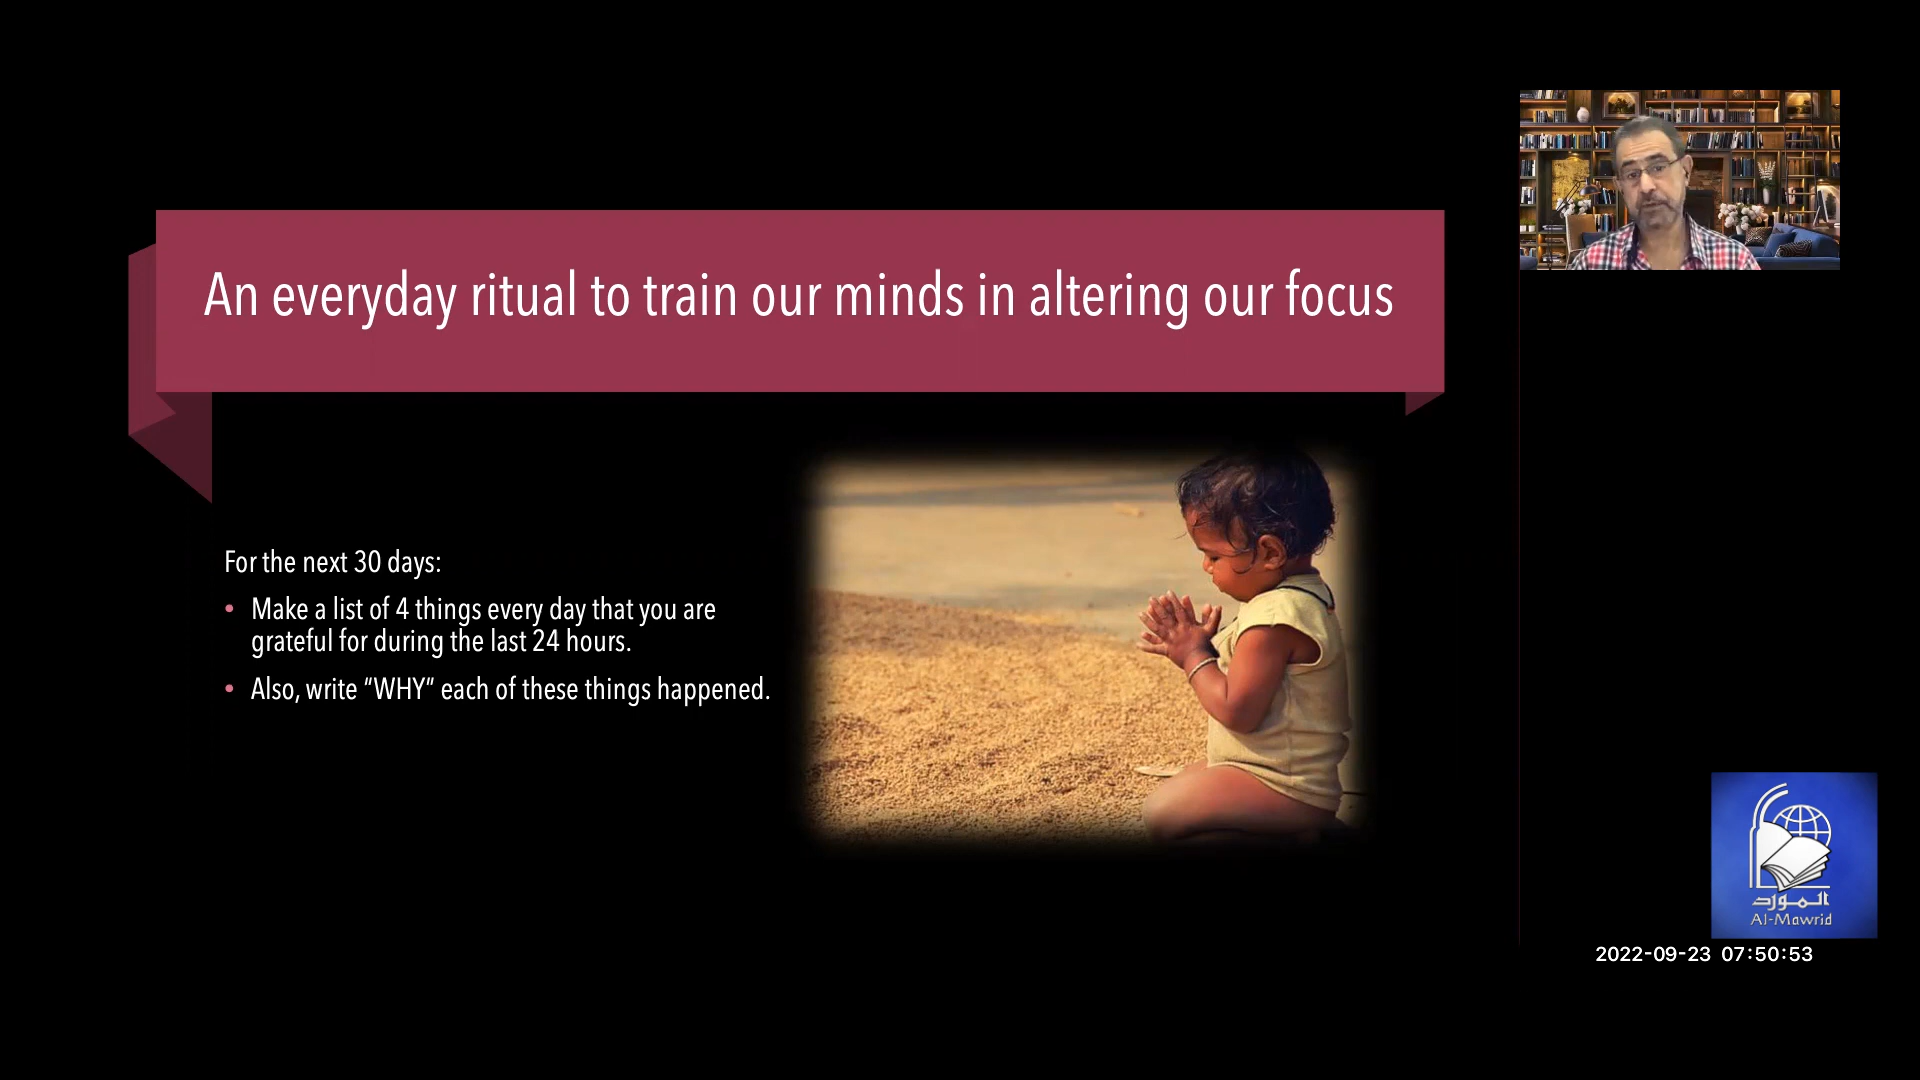 An everyday ritual to train our minds in altering our focus
For the next 30 days:
• Make a list of 4 things every day that you are
grateful for during the last 24 hours.
• Also, write “WHY” each of these things happened.
المورد
Al-Mawrid
2022-09-23 07:50:53